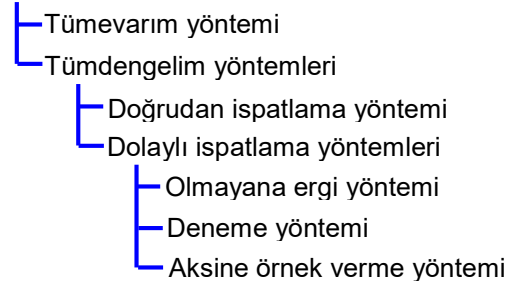 Tümevarım yöntemi
Tümdengelim yöntemleri
Doğrudan ispatlama yöntemi
Dolaylı ispatlama yöntemleri
Olmayana ergi yöntemi
Deneme yöntemi
Aksine örnek verme yöntemi